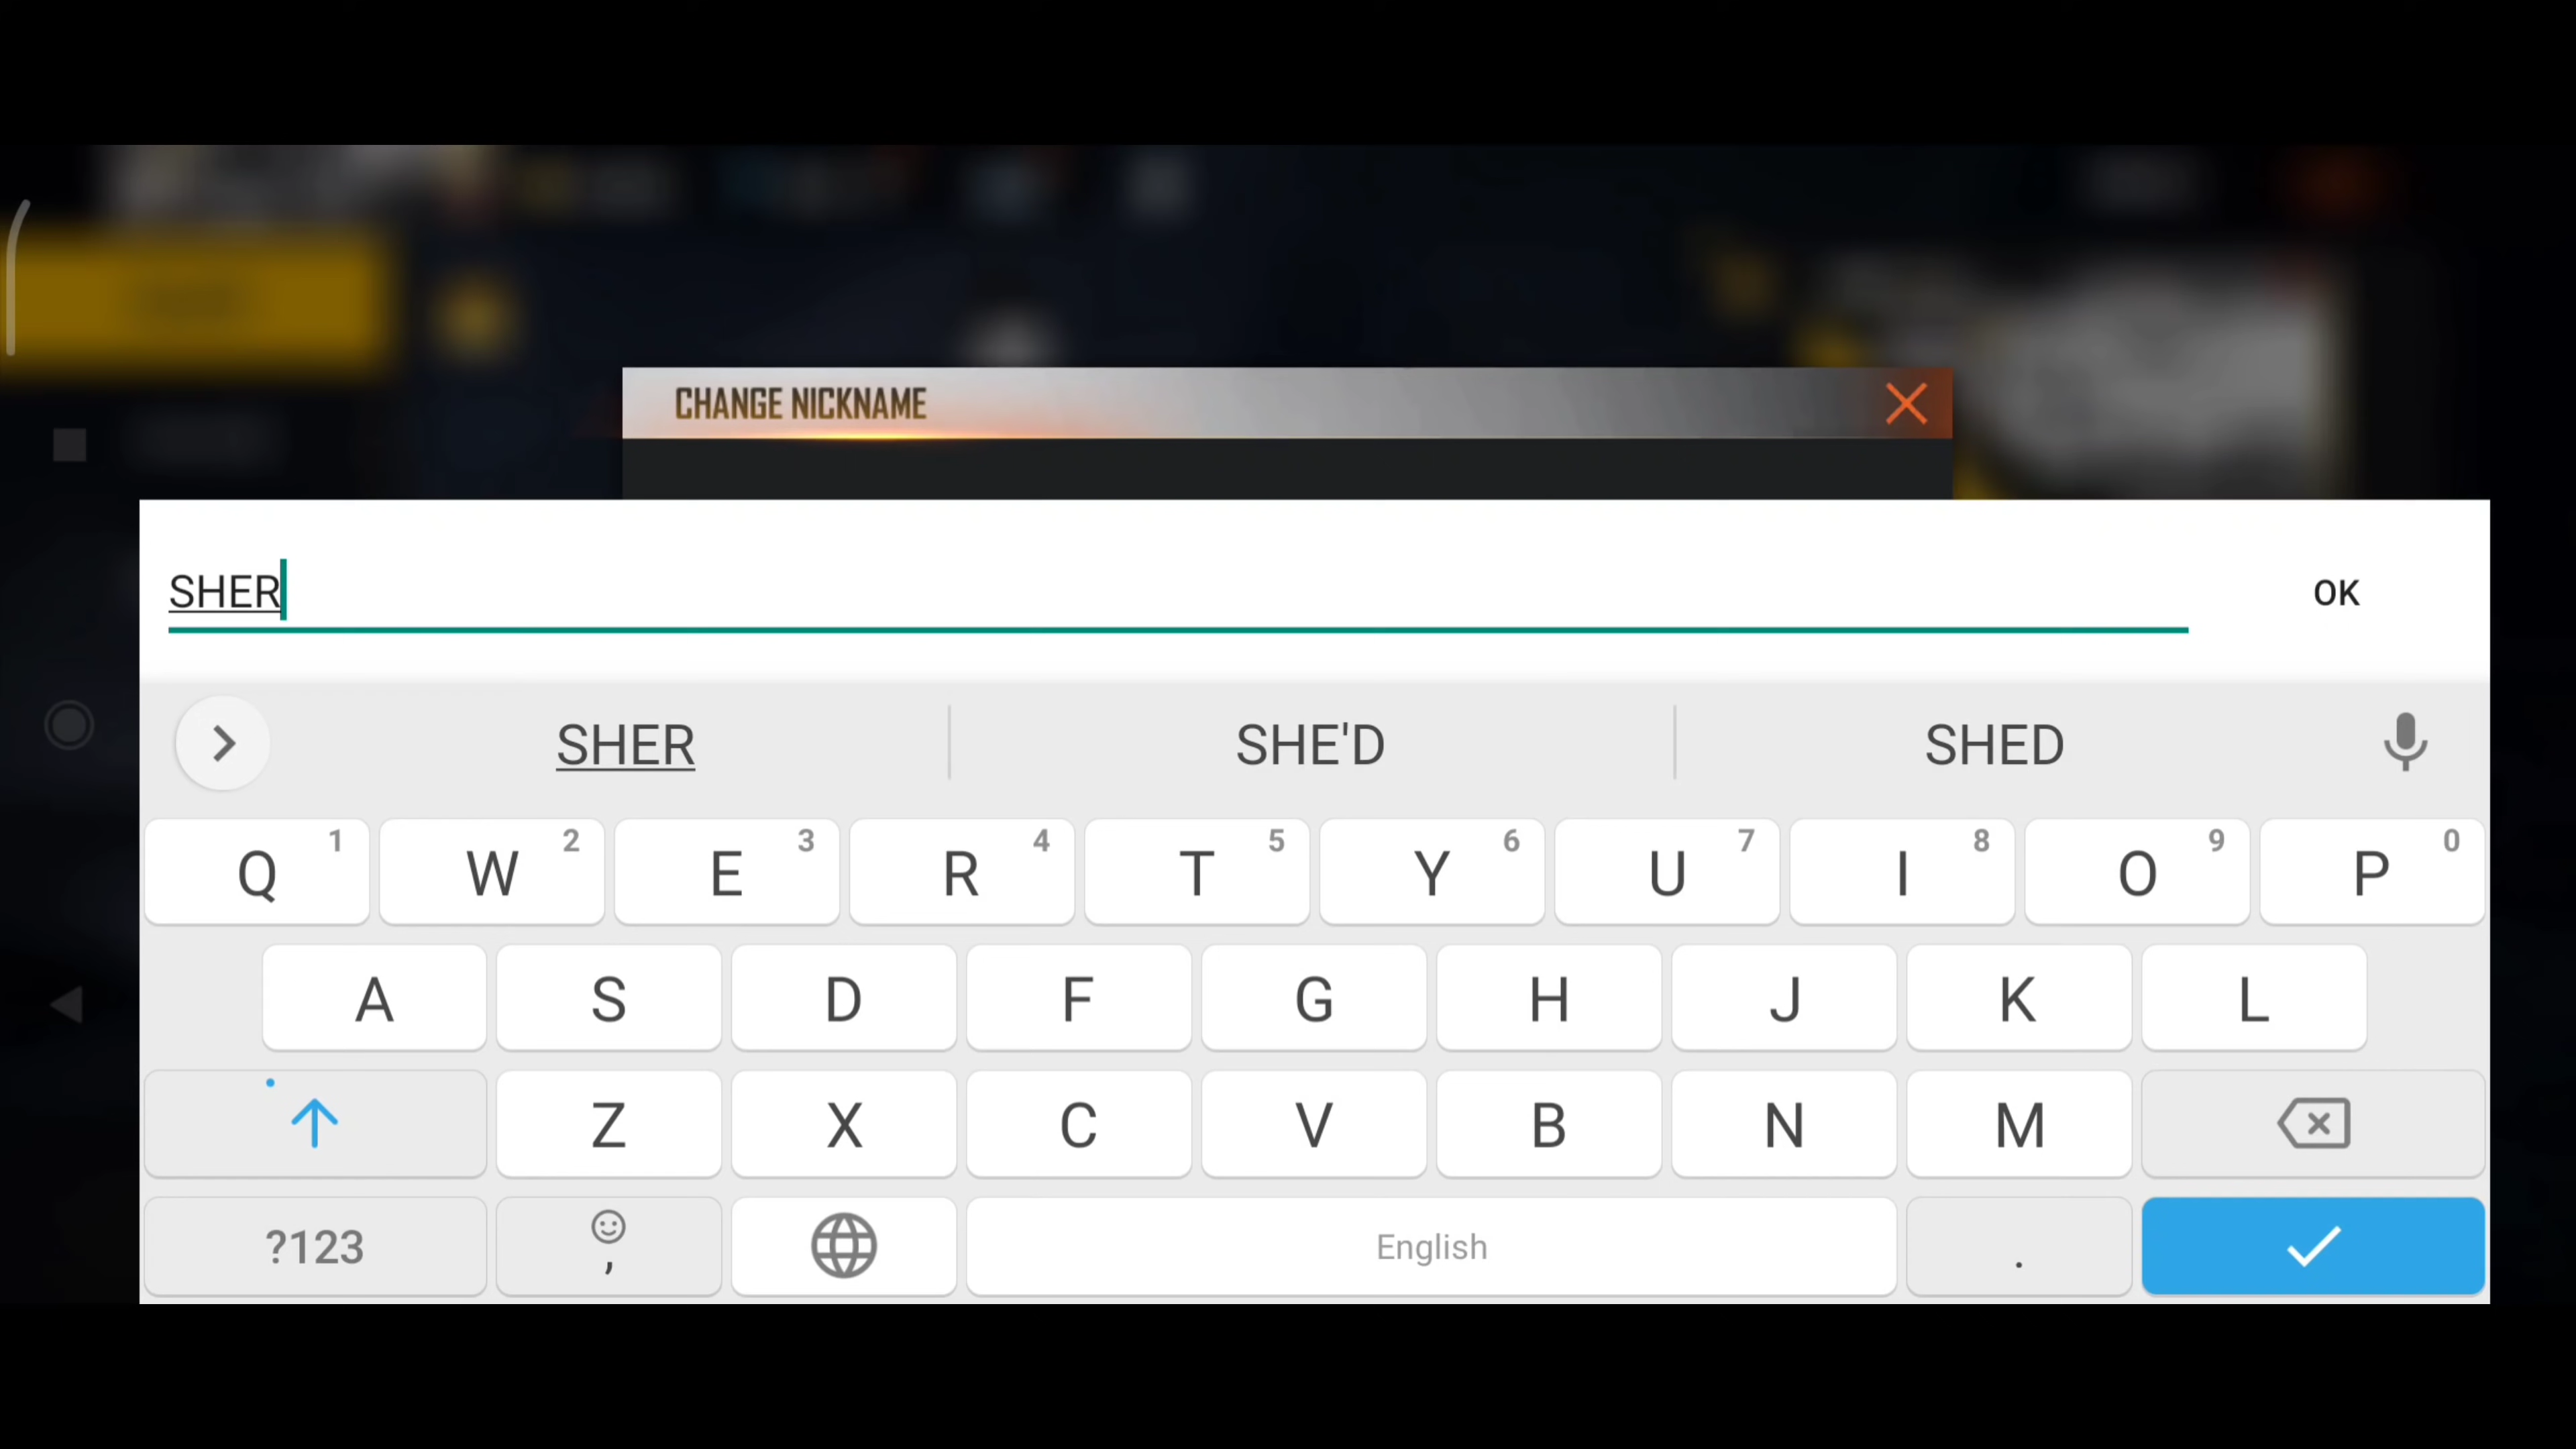 CHANGE NICKNAME
SHER
OK
SHER SHE'D SHED
Q 1 W 2 E 3 R 4 T 5 Y 6 U 7 I 8 O 9 P 0
A S D F G H J K L
Z X C V B N M
?123 , English .